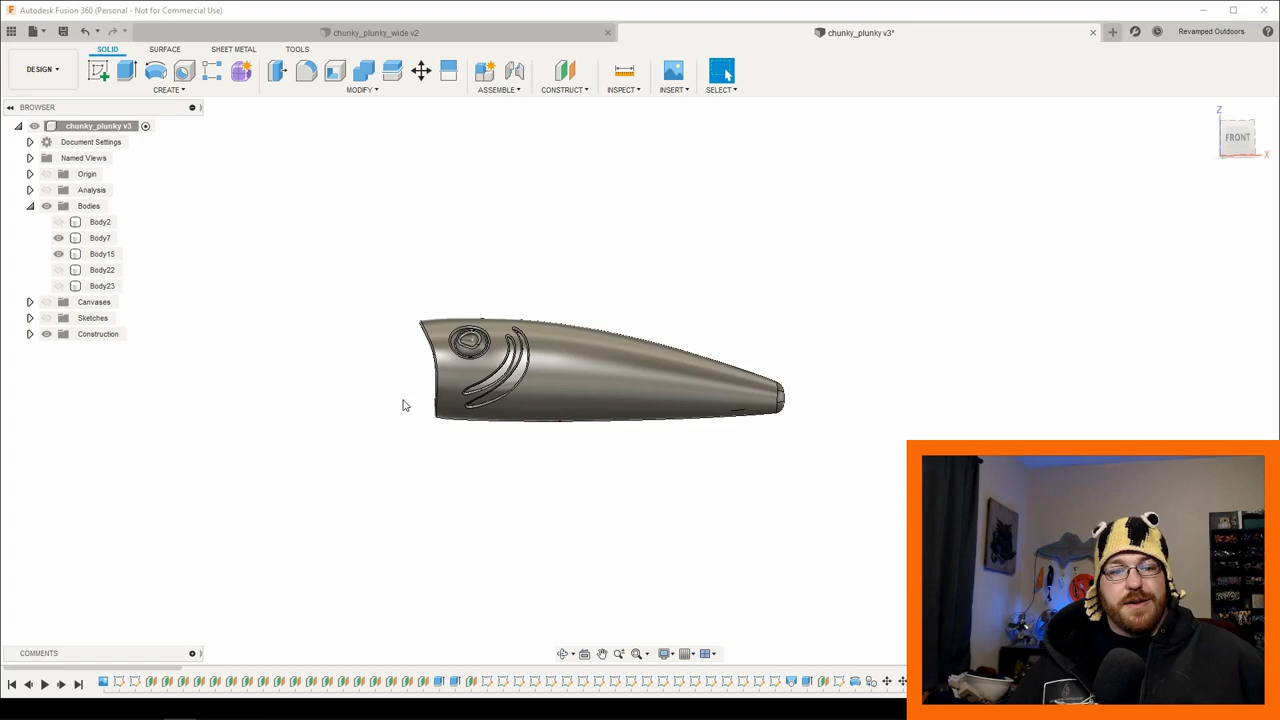 Autodesk Fusion 360 (Personal - Not for Commercial Use)
chunky_plunky_wide v2
chunky_plunky v3*
Revamped Outdoors
DESIGN
SOLID
SURFACE
SHEET METAL
TOOLS
CREATE
MODIFY
ASSEMBLE
CONSTRUCT
INSPECT
INSERT
SELECT
BROWSER
chunky_plunky v3
Document Settings
Named Views
Origin
Analysis
Bodies
Body2
Body7
Body15
Body22
Body23
Canvases
Sketches
Construction
Z
FRONT
X
COMMENTS